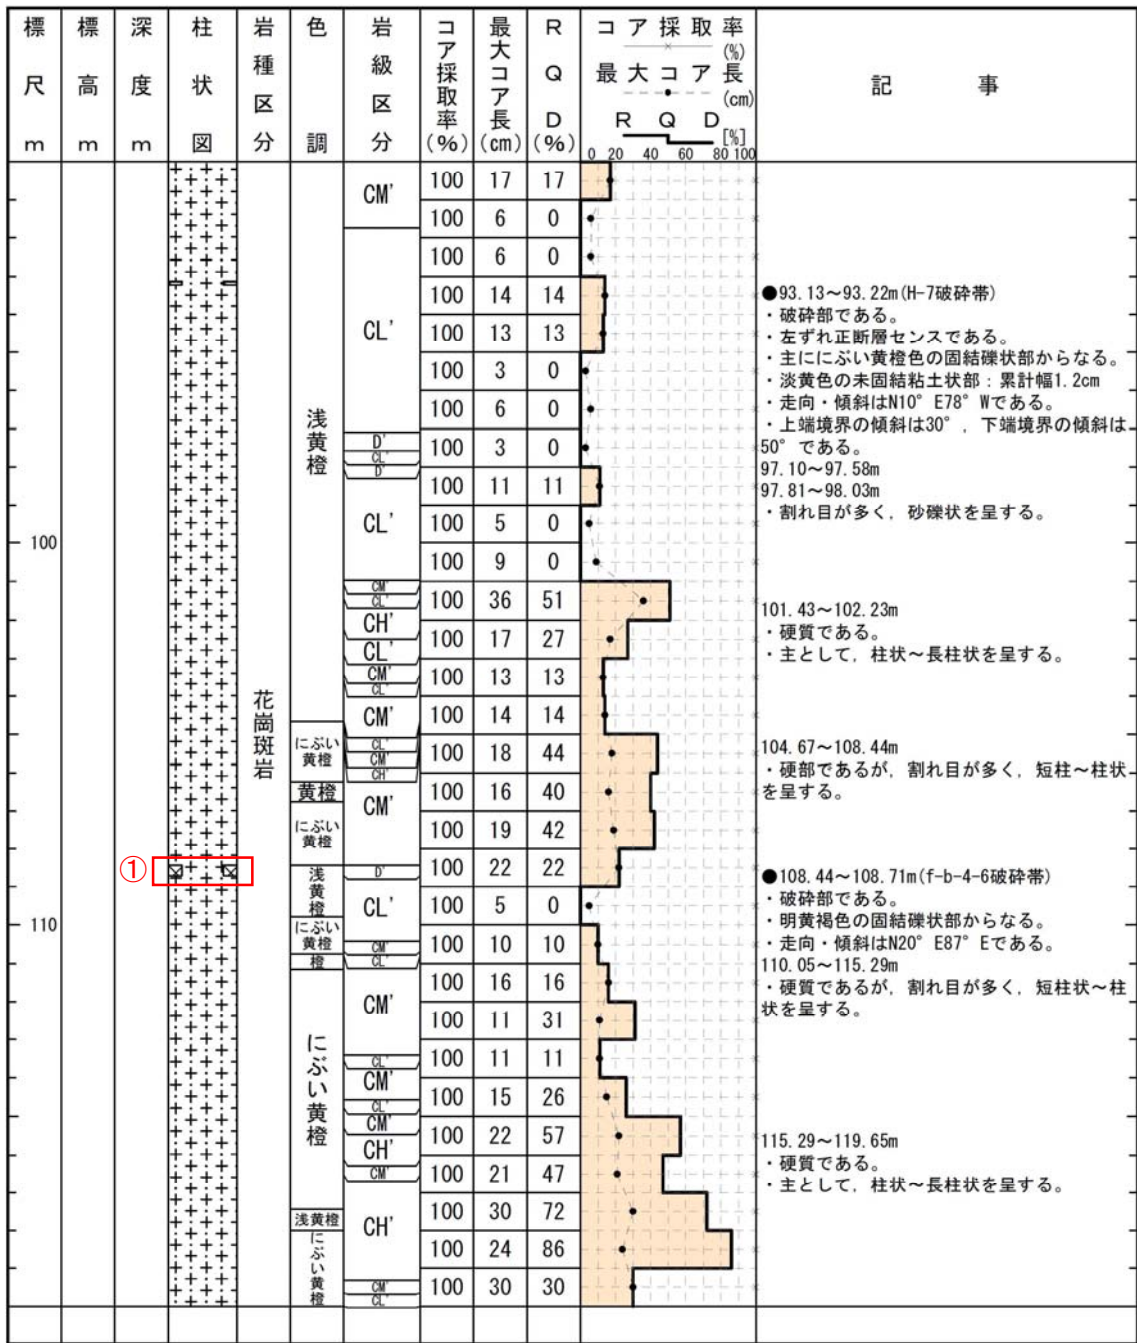 標尺m
標高m
深度m
柱状図
岩種区分
色調
岩級区分
コア採取率(%)
最大コア長(cm)
RQD(%)
コア採取率
(%)
最大コア長
(cm)
RQD
[%]
0 20 40 60 80 100
100
110
①
花崗斑岩
浅黄橙
にぶい
黄橙
黄橙
にぶい
黄橙
浅黄橙
にぶい
黄橙
橙
にぶい黄橙
浅黄橙
にぶい黄橙
CM'
CL'
D'
CL'
D'
CL'
CM'
CL'
CH'
CL'
CM'
CL'
CM'
CL'
CM'
CH'
CM'
D'
CL'
CM'
CL'
CM'
CL'
CM'
CL'
CM'
CH'
CM'
CH'
CM'
CL'
100 17 17
100 6 0
100 6 0
100 14 14
100 13 13
100 3 0
100 6 0
100 3 0
100 11 11
100 5 0
100 9 0
100 36 51
100 17 27
100 13 13
100 14 14
100 18 44
100 16 40
100 19 42
100 22 22
100 5 0
100 10 10
100 16 16
100 11 31
100 11 11
100 15 26
100 22 57
100 21 47
100 30 72
100 24 86
100 30 30
記事
●93.13～93.22m(H-7破砕帯)
・破砕部である。
・左ずれ正断層センスである。
・主ににぶい黄橙色の固結礫状部からなる。
・淡黄色の未固結粘土状部：累計幅1.2cm
・走向・傾斜はN10°E78°Wである。
・上端境界の傾斜は30°，下端境界の傾斜は
50°である。
97.10～97.58m
97.81～98.03m
・割れ目が多く，砂礫状を呈する。
101.43～102.23m
・硬質である。
・主として，柱状～長柱状を呈する。
104.67～108.44m
・硬部であるが，割れ目が多く，短柱～柱状
を呈する。
●108.44～108.71m(f-b-4-6破砕帯)
・破砕部である。
・明黄褐色の固結礫状部からなる。
・走向・傾斜はN20°E87°Eである。
110.05～115.29m
・硬質であるが，割れ目が多く，短柱状～柱
状を呈する。
115.29～119.65m
・硬質である。
・主として，柱状～長柱状を呈する。